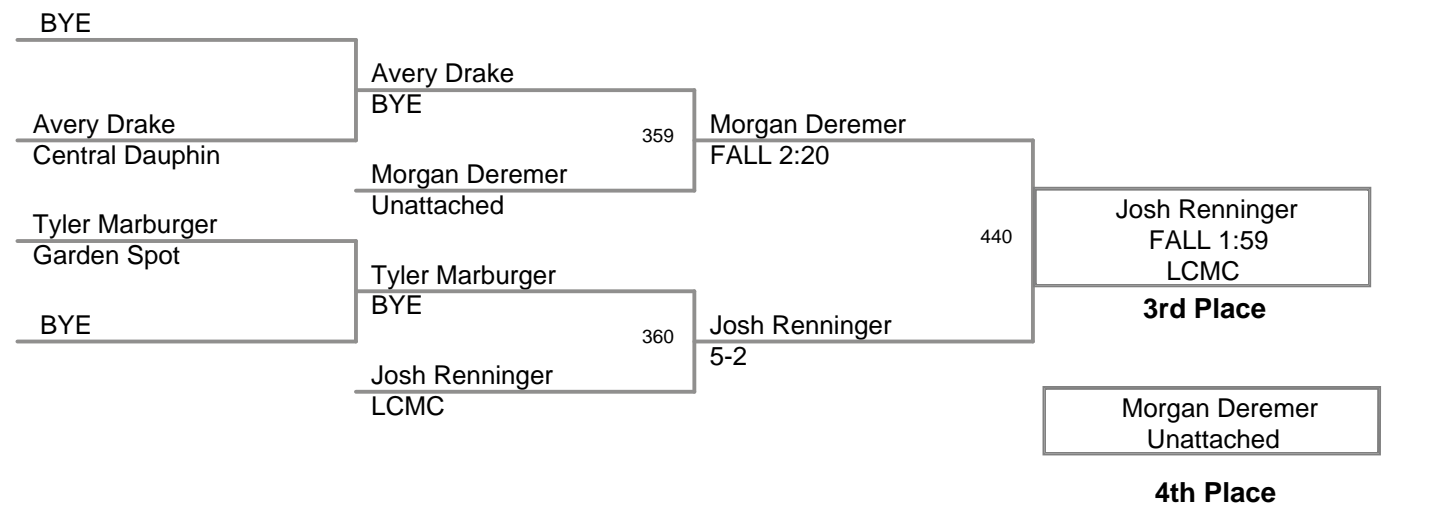 BYE
Avery Drake
Central Dauphin
Tyler Marburger
Garden Spot
BYE
Avery Drake
BYE
359
Morgan Deremer
Unattached
Tyler Marburger
BYE
360
Josh Renninger
LCMC
Morgan Deremer
FALL 2:20
440
Josh Renninger
5-2
Josh Renninger
FALL 1:59
LCMC
3rd Place
Morgan Deremer
Unattached
4th Place